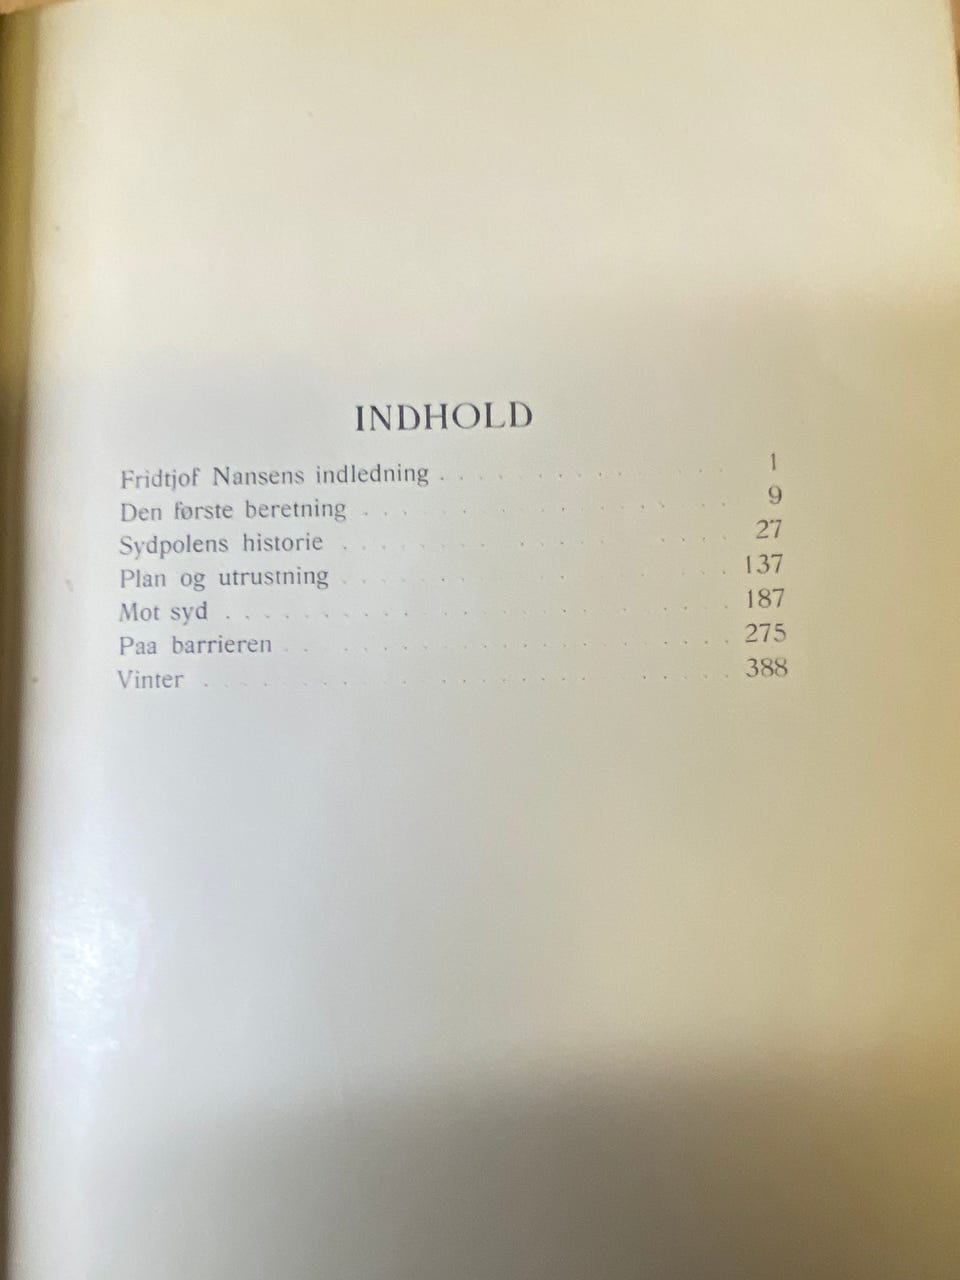 INDHOLD
Fridtjof Nansens indledning . . . . . . . . . . . . 1
Den første beretning . . . . . . . . . . . . . . . 9
Sydpolens historie . . . . . . . . . . . . . . . 27
Plan og utrustning . . . . . . . . . . . . . . . 137
Mot syd . . . . . . . . . . . . . . . . . . . . 187
Paa barrieren . . . . . . . . . . . . . . . . . 275
Vinter . . . . . . . . . . . . . . . . . . . . 388